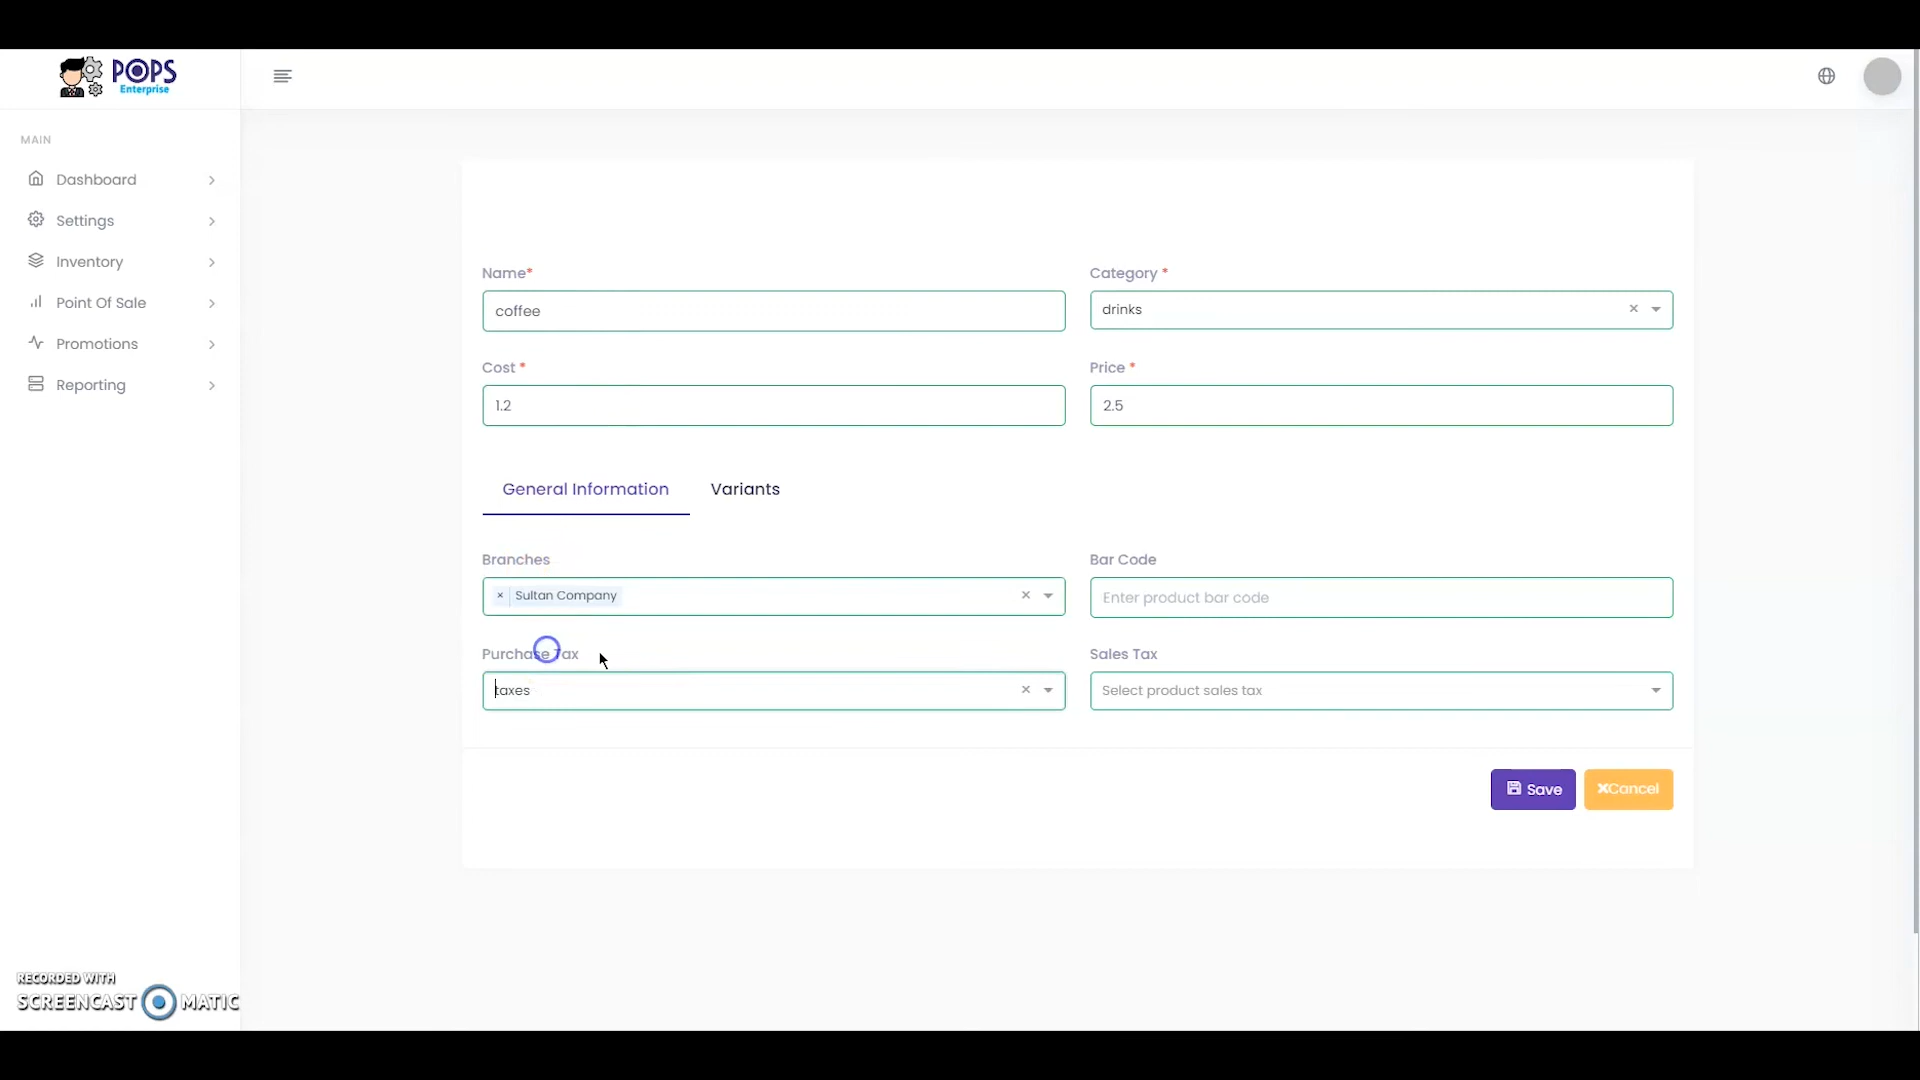 POPS
Enterprise
MAIN
Dashboard
Settings
Inventory
Point Of Sale
Promotions
Reporting
Name*
Category *
coffee
drinks
Cost *
Price *
1.2
2.5
General Information
Variants
Branches
Bar Code
× Sultan Company
Enter product bar code
Purchase Tax
Sales Tax
taxes
Select product sales tax
Save
Cancel
RECORDED WITH
SCREENCAST MATIC